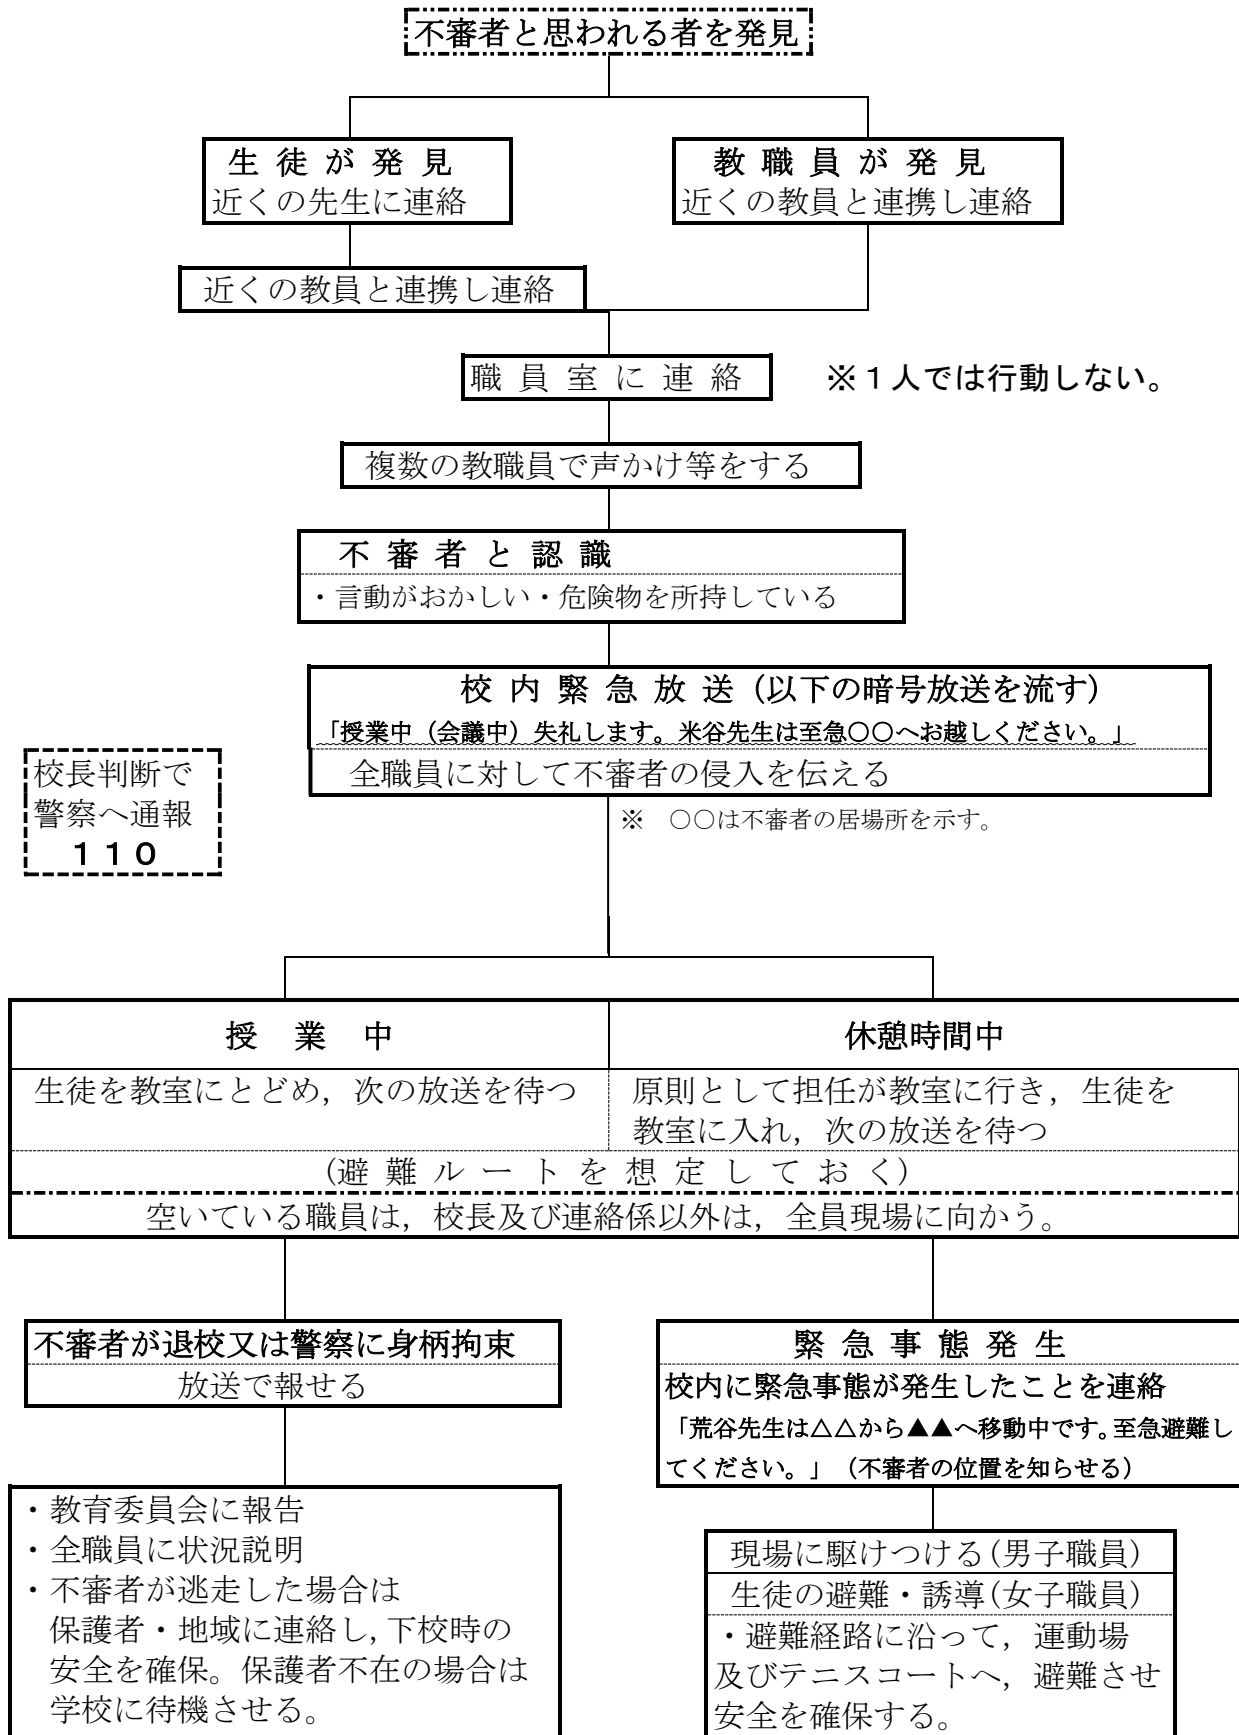 不審者と思われる者を発見
生徒が発見
近くの先生に連絡
教職員が発見
近くの教員と連携し連絡
近くの教員と連携し連絡
職員室に連絡
※１人では行動しない。
複数の教職員で声かけ等をする
不審者と認識
・言動がおかしい・危険物を所持している
校内緊急放送（以下の暗号放送を流す）
「授業中（会議中）失礼します。米谷先生は至急〇〇へお越しください。」
全職員に対して不審者の侵入を伝える
※　〇〇は不審者の居場所を示す。
校長判断で
警察へ通報
１１０
授業中
休憩時間中
生徒を教室にとどめ，次の放送を待つ
原則として担任が教室に行き，生徒を
教室に入れ，次の放送を待つ
（避難ルートを想定しておく）
空いている職員は，校長及び連絡係以外は，全員現場に向かう。
不審者が退校又は警察に身柄拘束
放送で報せる
・教育委員会に報告
・全職員に状況説明
・不審者が逃走した場合は
保護者・地域に連絡し,下校時の
安全を確保。保護者不在の場合は
学校に待機させる。
緊急事態発生
校内に緊急事態が発生したことを連絡
「荒谷先生は△△から▲▲へ移動中です。至急避難し
てください。」（不審者の位置を知らせる）
現場に駆けつける(男子職員)
生徒の避難・誘導(女子職員)
・避難経路に沿って，運動場
及びテニスコートへ，避難させ
安全を確保する。